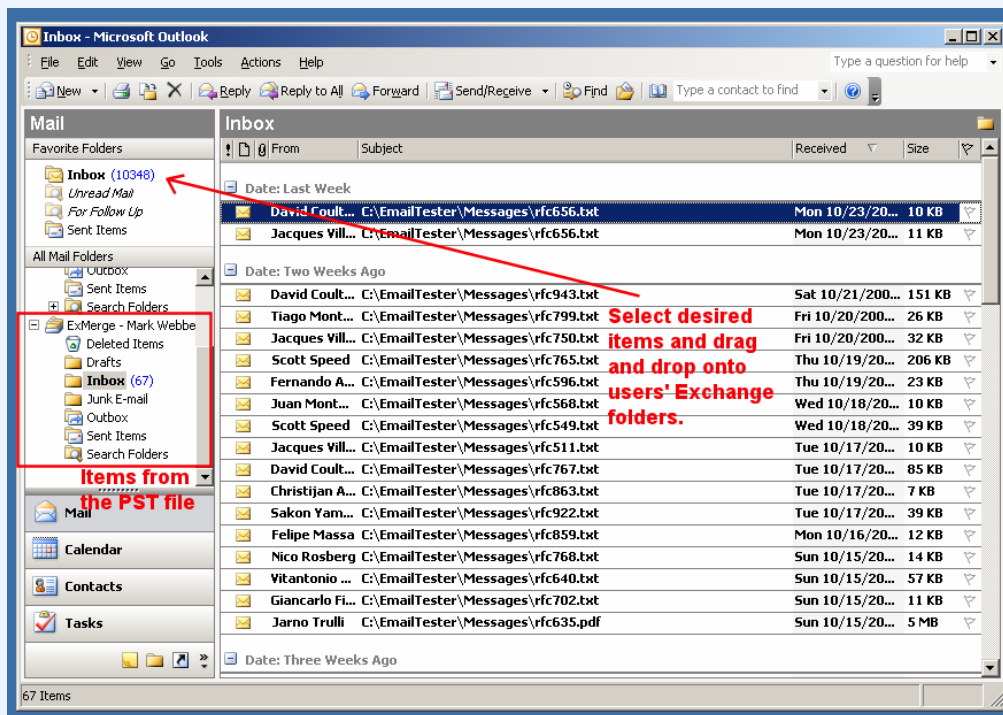 Inbox - Microsoft Outlook
File Edit View Go Tools Actions Help Type a question for help
New Reply Reply to All Forward Send/Receive Find Type a contact to find
Mail
Favorite Folders
Inbox (10348)
Unread Mail
For Follow Up
Sent Items
All Mail Folders
Outbox
Sent Items
Search Folders
ExMerge - Mark Webbe
Deleted Items
Drafts
Inbox (67)
Junk E-mail
Outbox
Sent Items
Search Folders
Items from
the PST file
Mail
Calendar
Contacts
Tasks
Inbox
! From Subject Received Size
Date: Last Week
David Coult... C:\EmailTester\Messages\rfc656.txt Mon 10/23/20... 10 KB
Jacques Vill... C:\EmailTester\Messages\rfc656.txt Mon 10/23/20... 11 KB
Date: Two Weeks Ago
David Coult... C:\EmailTester\Messages\rfc943.txt Sat 10/21/200... 151 KB
Tiago Mont... C:\EmailTester\Messages\rfc799.txt Fri 10/20/200... 26 KB
Jacques Vill... C:\EmailTester\Messages\rfc750.txt Fri 10/20/200... 32 KB
Scott Speed C:\EmailTester\Messages\rfc765.txt Thu 10/19/20... 206 KB
Fernando A... C:\EmailTester\Messages\rfc596.txt Thu 10/19/20... 23 KB
Juan Mont... C:\EmailTester\Messages\rfc568.txt Wed 10/18/20... 10 KB
Scott Speed C:\EmailTester\Messages\rfc549.txt Wed 10/18/20... 39 KB
Jacques Vill... C:\EmailTester\Messages\rfc511.txt Tue 10/17/20... 10 KB
David Coult... C:\EmailTester\Messages\rfc767.txt Tue 10/17/20... 85 KB
Christijan A... C:\EmailTester\Messages\rfc863.txt Tue 10/17/20... 7 KB
Sakon Yam... C:\EmailTester\Messages\rfc922.txt Tue 10/17/20... 39 KB
Felipe Massa C:\EmailTester\Messages\rfc859.txt Mon 10/16/20... 12 KB
Nico Rosberg C:\EmailTester\Messages\rfc768.txt Sun 10/15/20... 14 KB
Vitantonio ... C:\EmailTester\Messages\rfc640.txt Sun 10/15/20... 57 KB
Giancarlo Fi... C:\EmailTester\Messages\rfc702.txt Sun 10/15/20... 11 KB
Jarno Trulli C:\EmailTester\Messages\rfc635.pdf Sun 10/15/20... 5 MB
Date: Three Weeks Ago
Select desired
items and drag
and drop onto
users' Exchange
folders.
67 Items